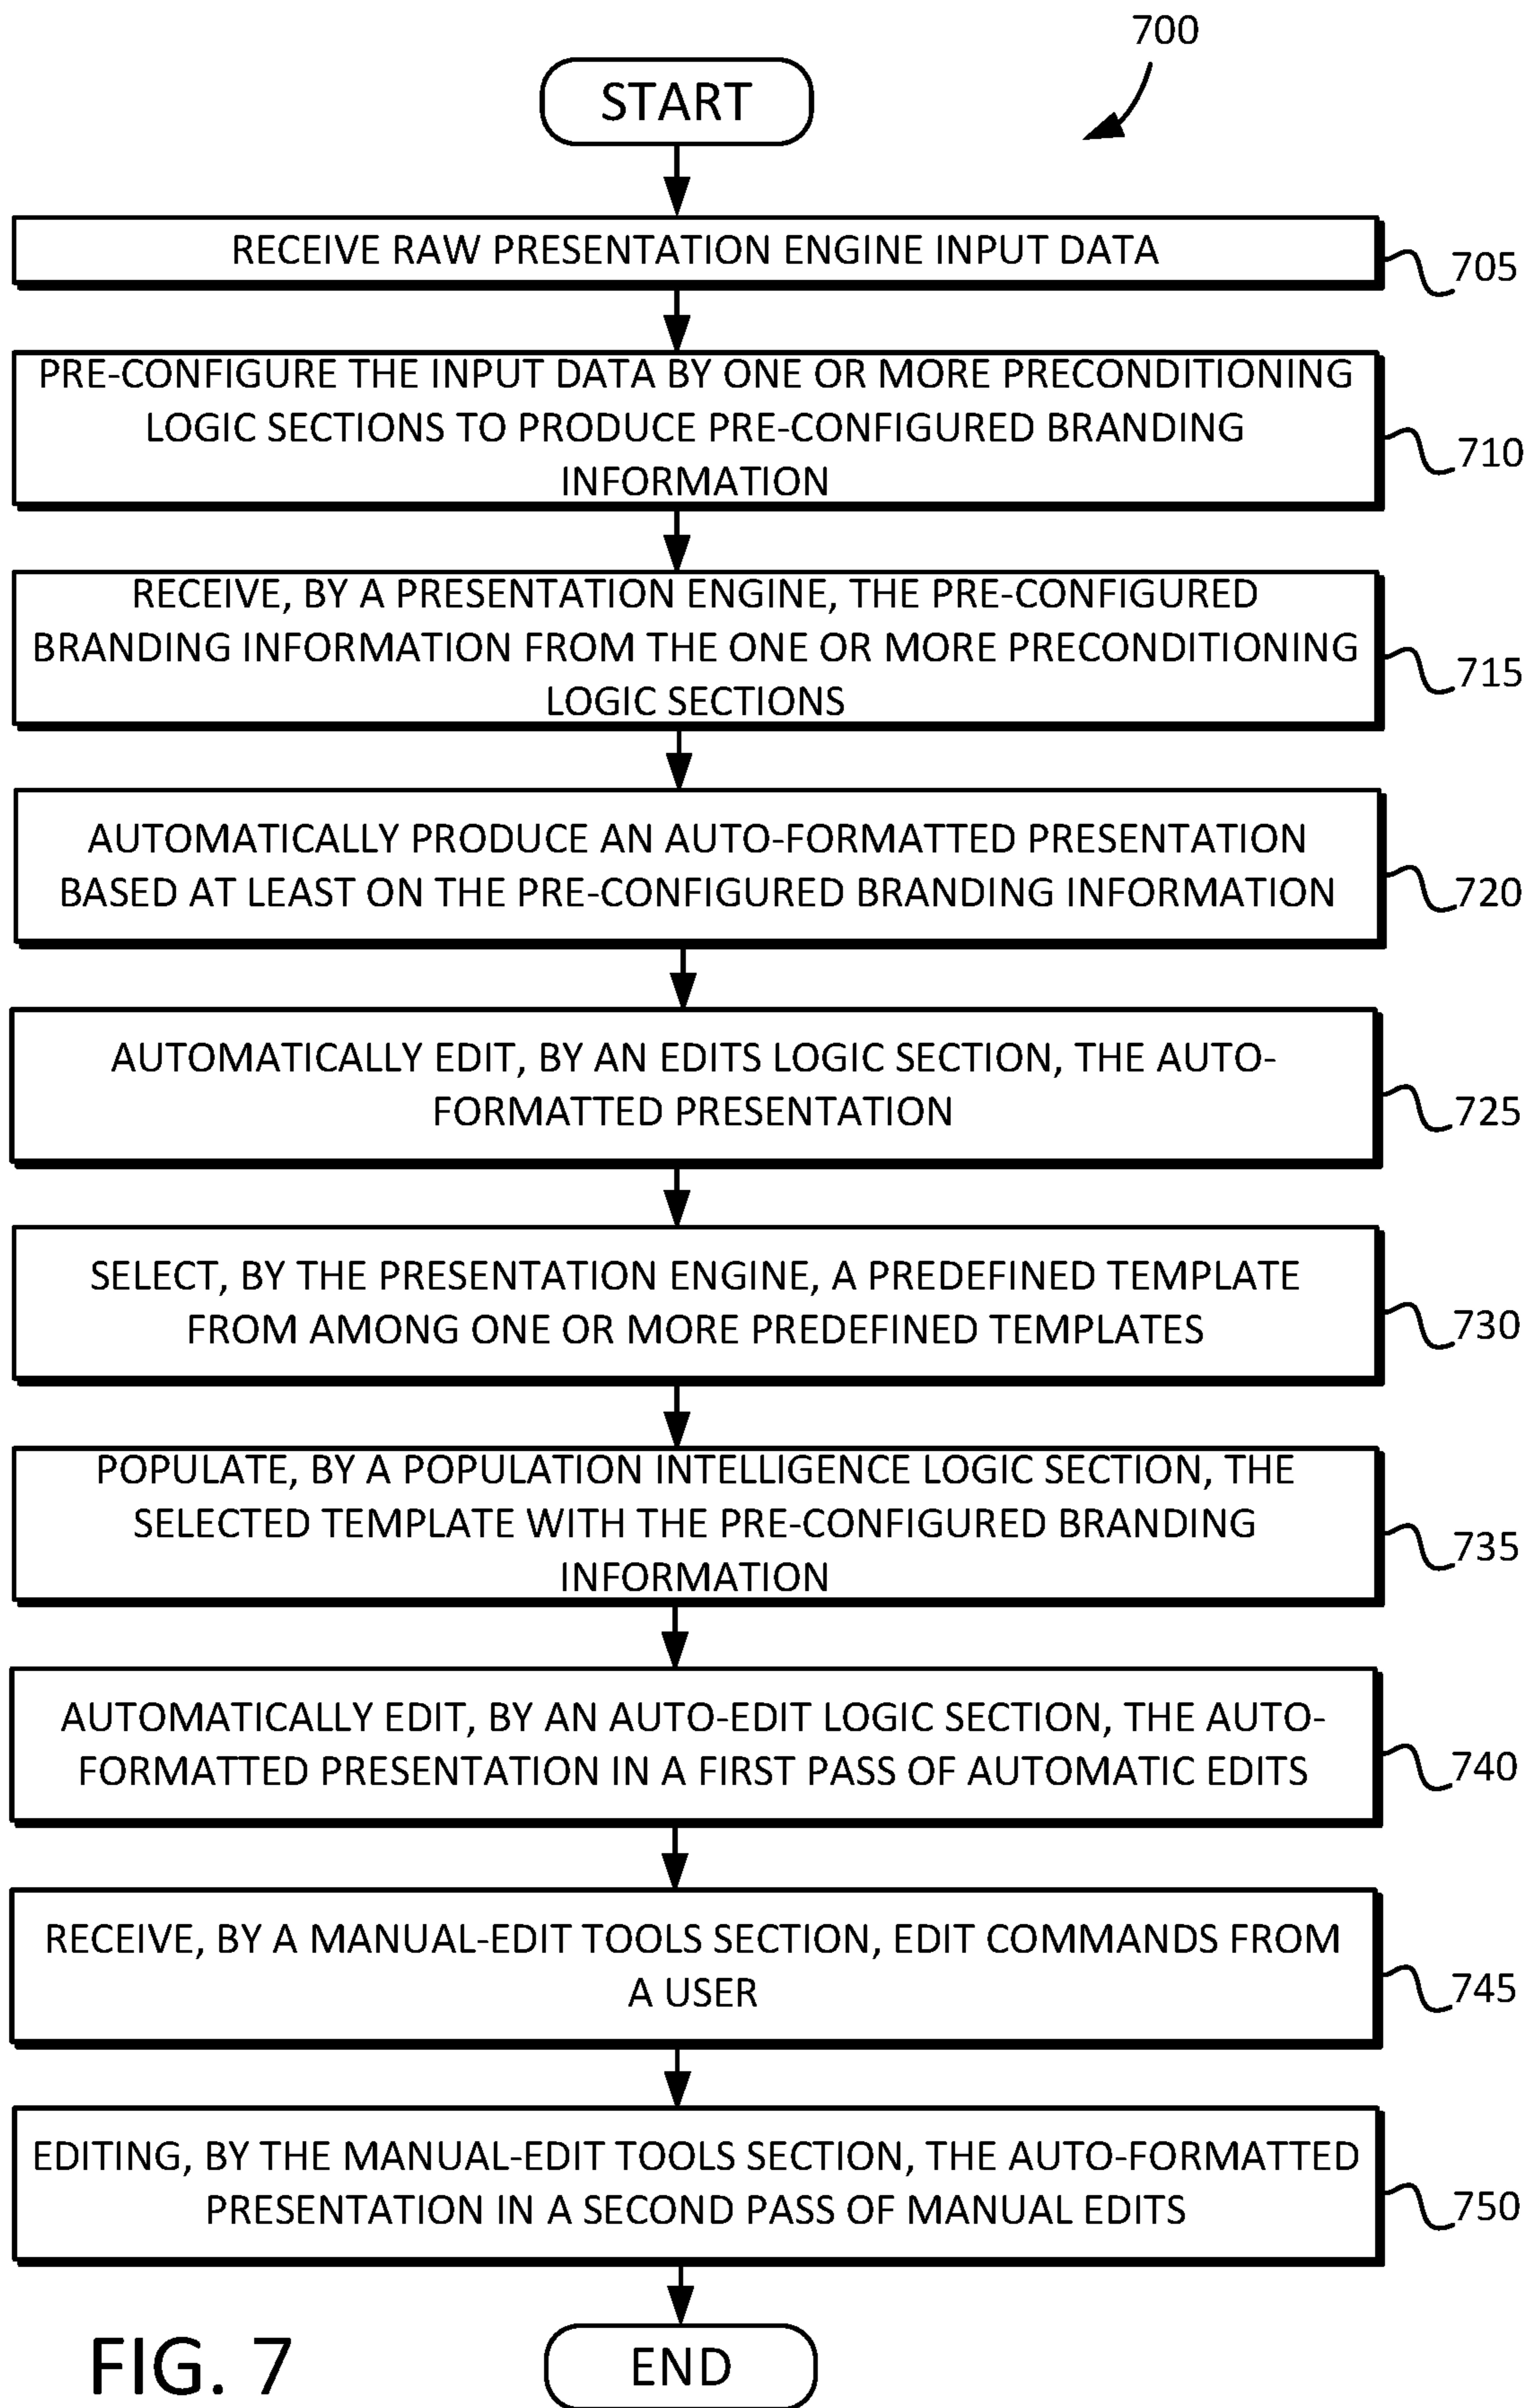 700
START
RECEIVE RAW PRESENTATION ENGINE INPUT DATA
705
PRE-CONFIGURE THE INPUT DATA BY ONE OR MORE PRECONDITIONING
LOGIC SECTIONS TO PRODUCE PRE-CONFIGURED BRANDING
INFORMATION
710
RECEIVE, BY A PRESENTATION ENGINE, THE PRE-CONFIGURED
BRANDING INFORMATION FROM THE ONE OR MORE PRECONDITIONING
LOGIC SECTIONS
715
AUTOMATICALLY PRODUCE AN AUTO-FORMATTED PRESENTATION
BASED AT LEAST ON THE PRE-CONFIGURED BRANDING INFORMATION
720
AUTOMATICALLY EDIT, BY AN EDITS LOGIC SECTION, THE AUTO-
FORMATTED PRESENTATION
725
SELECT, BY THE PRESENTATION ENGINE, A PREDEFINED TEMPLATE
FROM AMONG ONE OR MORE PREDEFINED TEMPLATES
730
POPULATE, BY A POPULATION INTELLIGENCE LOGIC SECTION, THE
SELECTED TEMPLATE WITH THE PRE-CONFIGURED BRANDING
INFORMATION
735
AUTOMATICALLY EDIT, BY AN AUTO-EDIT LOGIC SECTION, THE AUTO-
FORMATTED PRESENTATION IN A FIRST PASS OF AUTOMATIC EDITS
740
RECEIVE, BY A MANUAL-EDIT TOOLS SECTION, EDIT COMMANDS FROM
A USER
745
EDITING, BY THE MANUAL-EDIT TOOLS SECTION, THE AUTO-FORMATTED
PRESENTATION IN A SECOND PASS OF MANUAL EDITS
750
END
FIG. 7